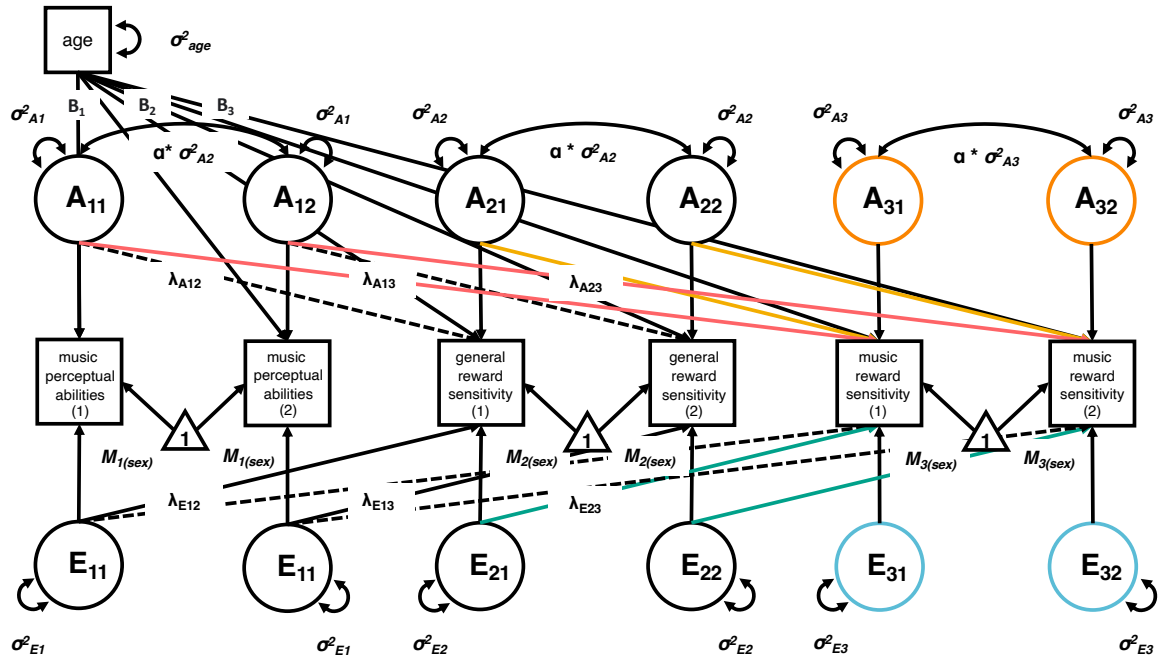 age
σ²age
B₁
B₂
B₃
σ²A1
σ²A1
σ²A2
σ²A2
σ²A3
σ²A3
α* σ²A2
α * σ²A2
α * σ²A3
A₁₁
A₁₂
A₂₁
A₂₂
A₃₁
A₃₂
λA12
λA13
λA23
music
perceptual
abilities
(1)
music
perceptual
abilities
(2)
general
reward
sensitivity
(1)
general
reward
sensitivity
(2)
music
reward
sensitivity
(1)
music
reward
sensitivity
(2)
1
1
1
M1(sex)
M1(sex)
M2(sex)
M2(sex)
M3(sex)
M3(sex)
λE12
λE13
λE23
E₁₁
E₁₁
E₂₁
E₂₂
E₃₁
E₃₂
σ²E1
σ²E1
σ²E2
σ²E2
σ²E3
σ²E3